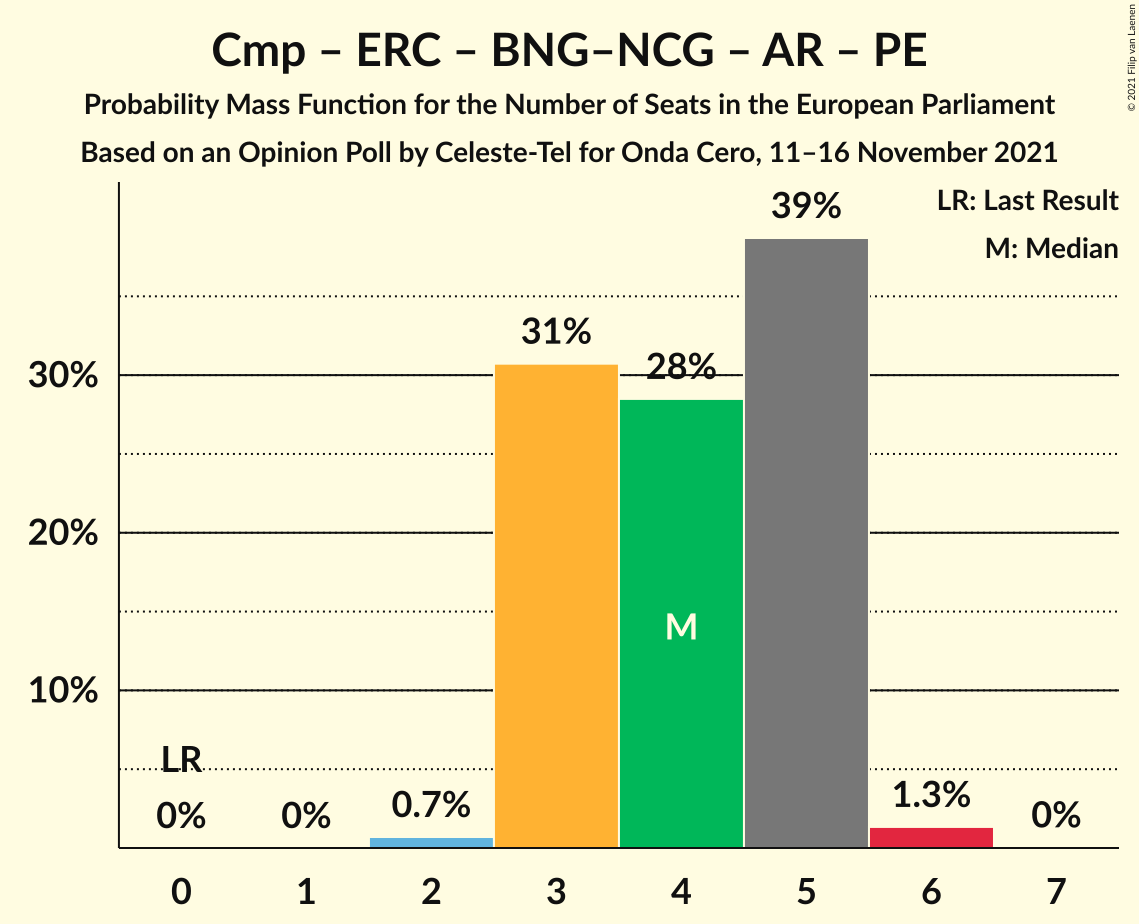 Cmp – ERC – BNG–NCG – AR – PE
Probability Mass Function for the Number of Seats in the European Parliament
Based on an Opinion Poll by Celeste-Tel for Onda Cero, 11–16 November 2021
© 2021 Filip van Laenen
LR: Last Result
M: Median
39%
31%
28%
30%
20%
M
10%
LR
0%
0%
0.7%
1.3%
0%
0
1
2
3
4
5
6
7